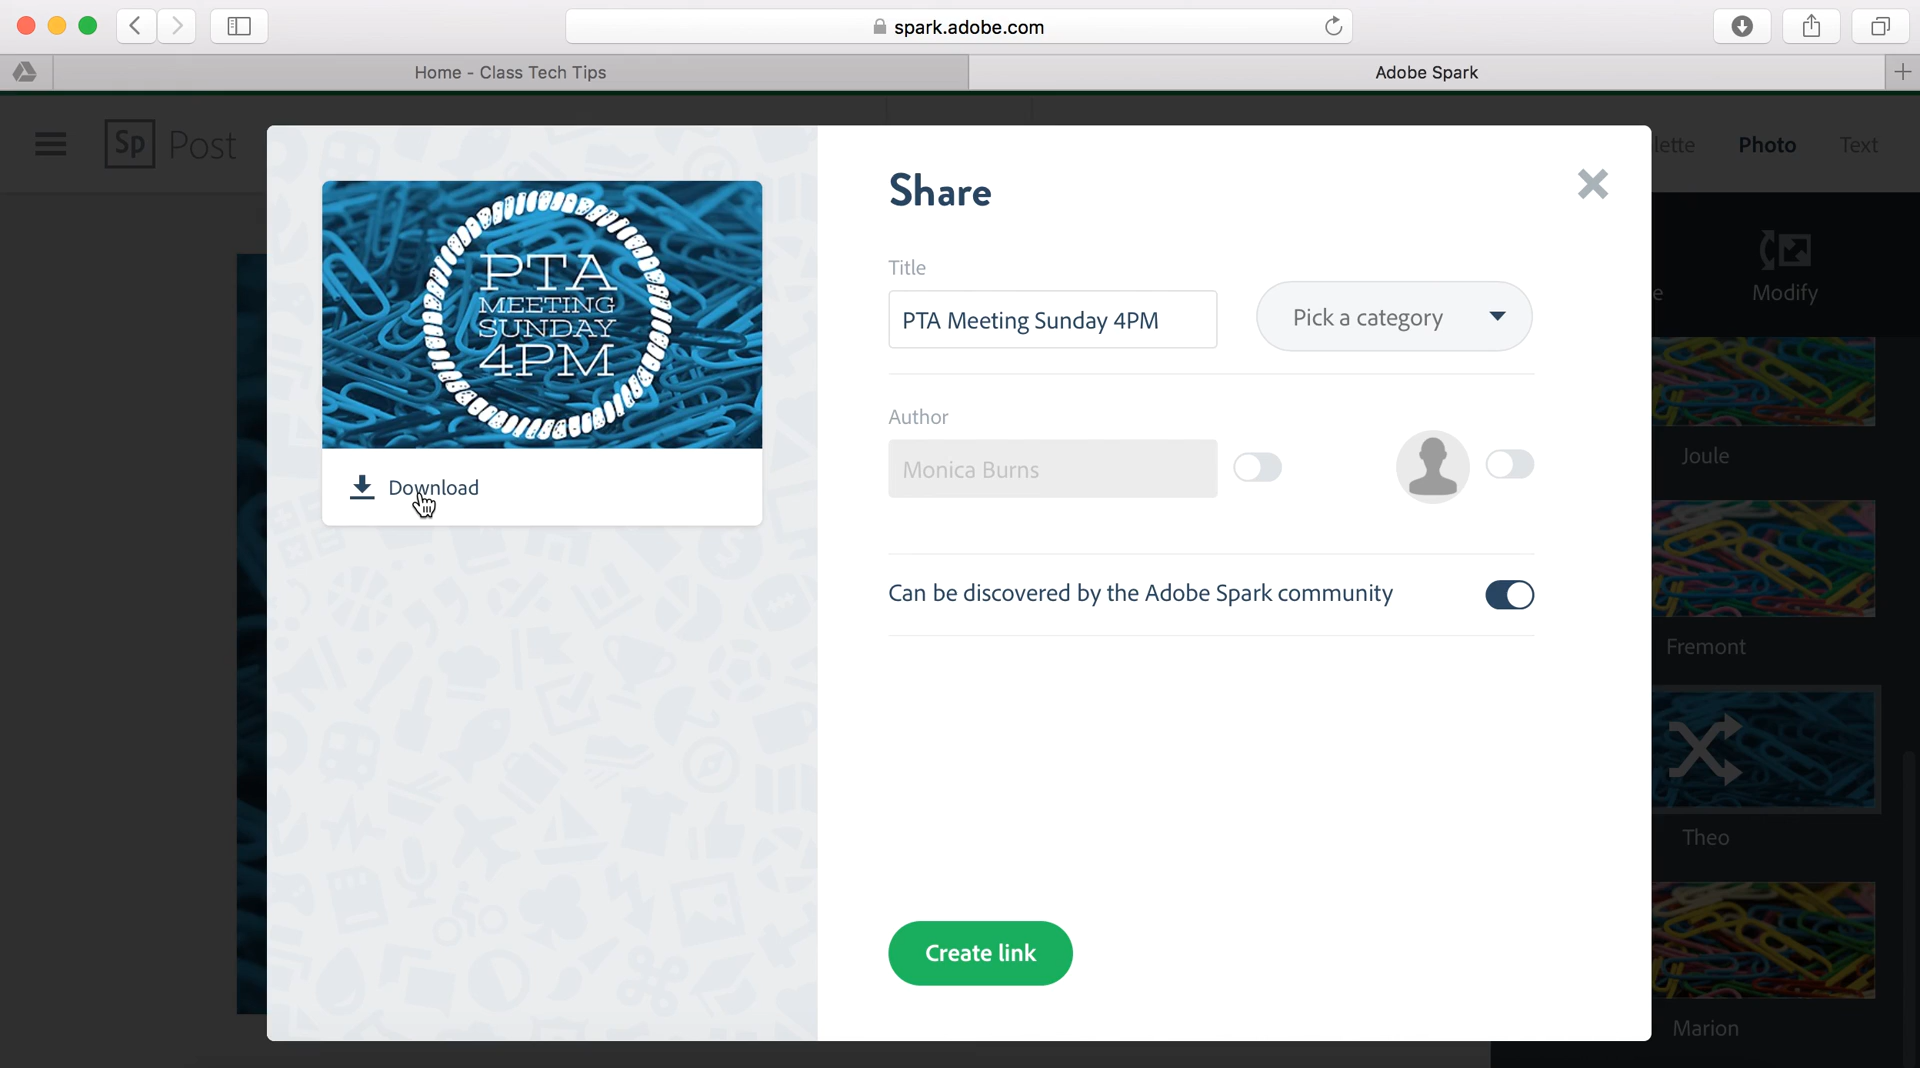 spark.adobe.com
Home - Class Tech Tips
Adobe Spark
Sp Post
lette
Photo
Text
Share
Title
PTA Meeting Sunday 4PM
Pick a category
PTA
MEETING
SUNDAY
4PM
Download
Author
Monica Burns
Can be discovered by the Adobe Spark community
Create link
e
Modify
Joule
Fremont
Theo
Marion